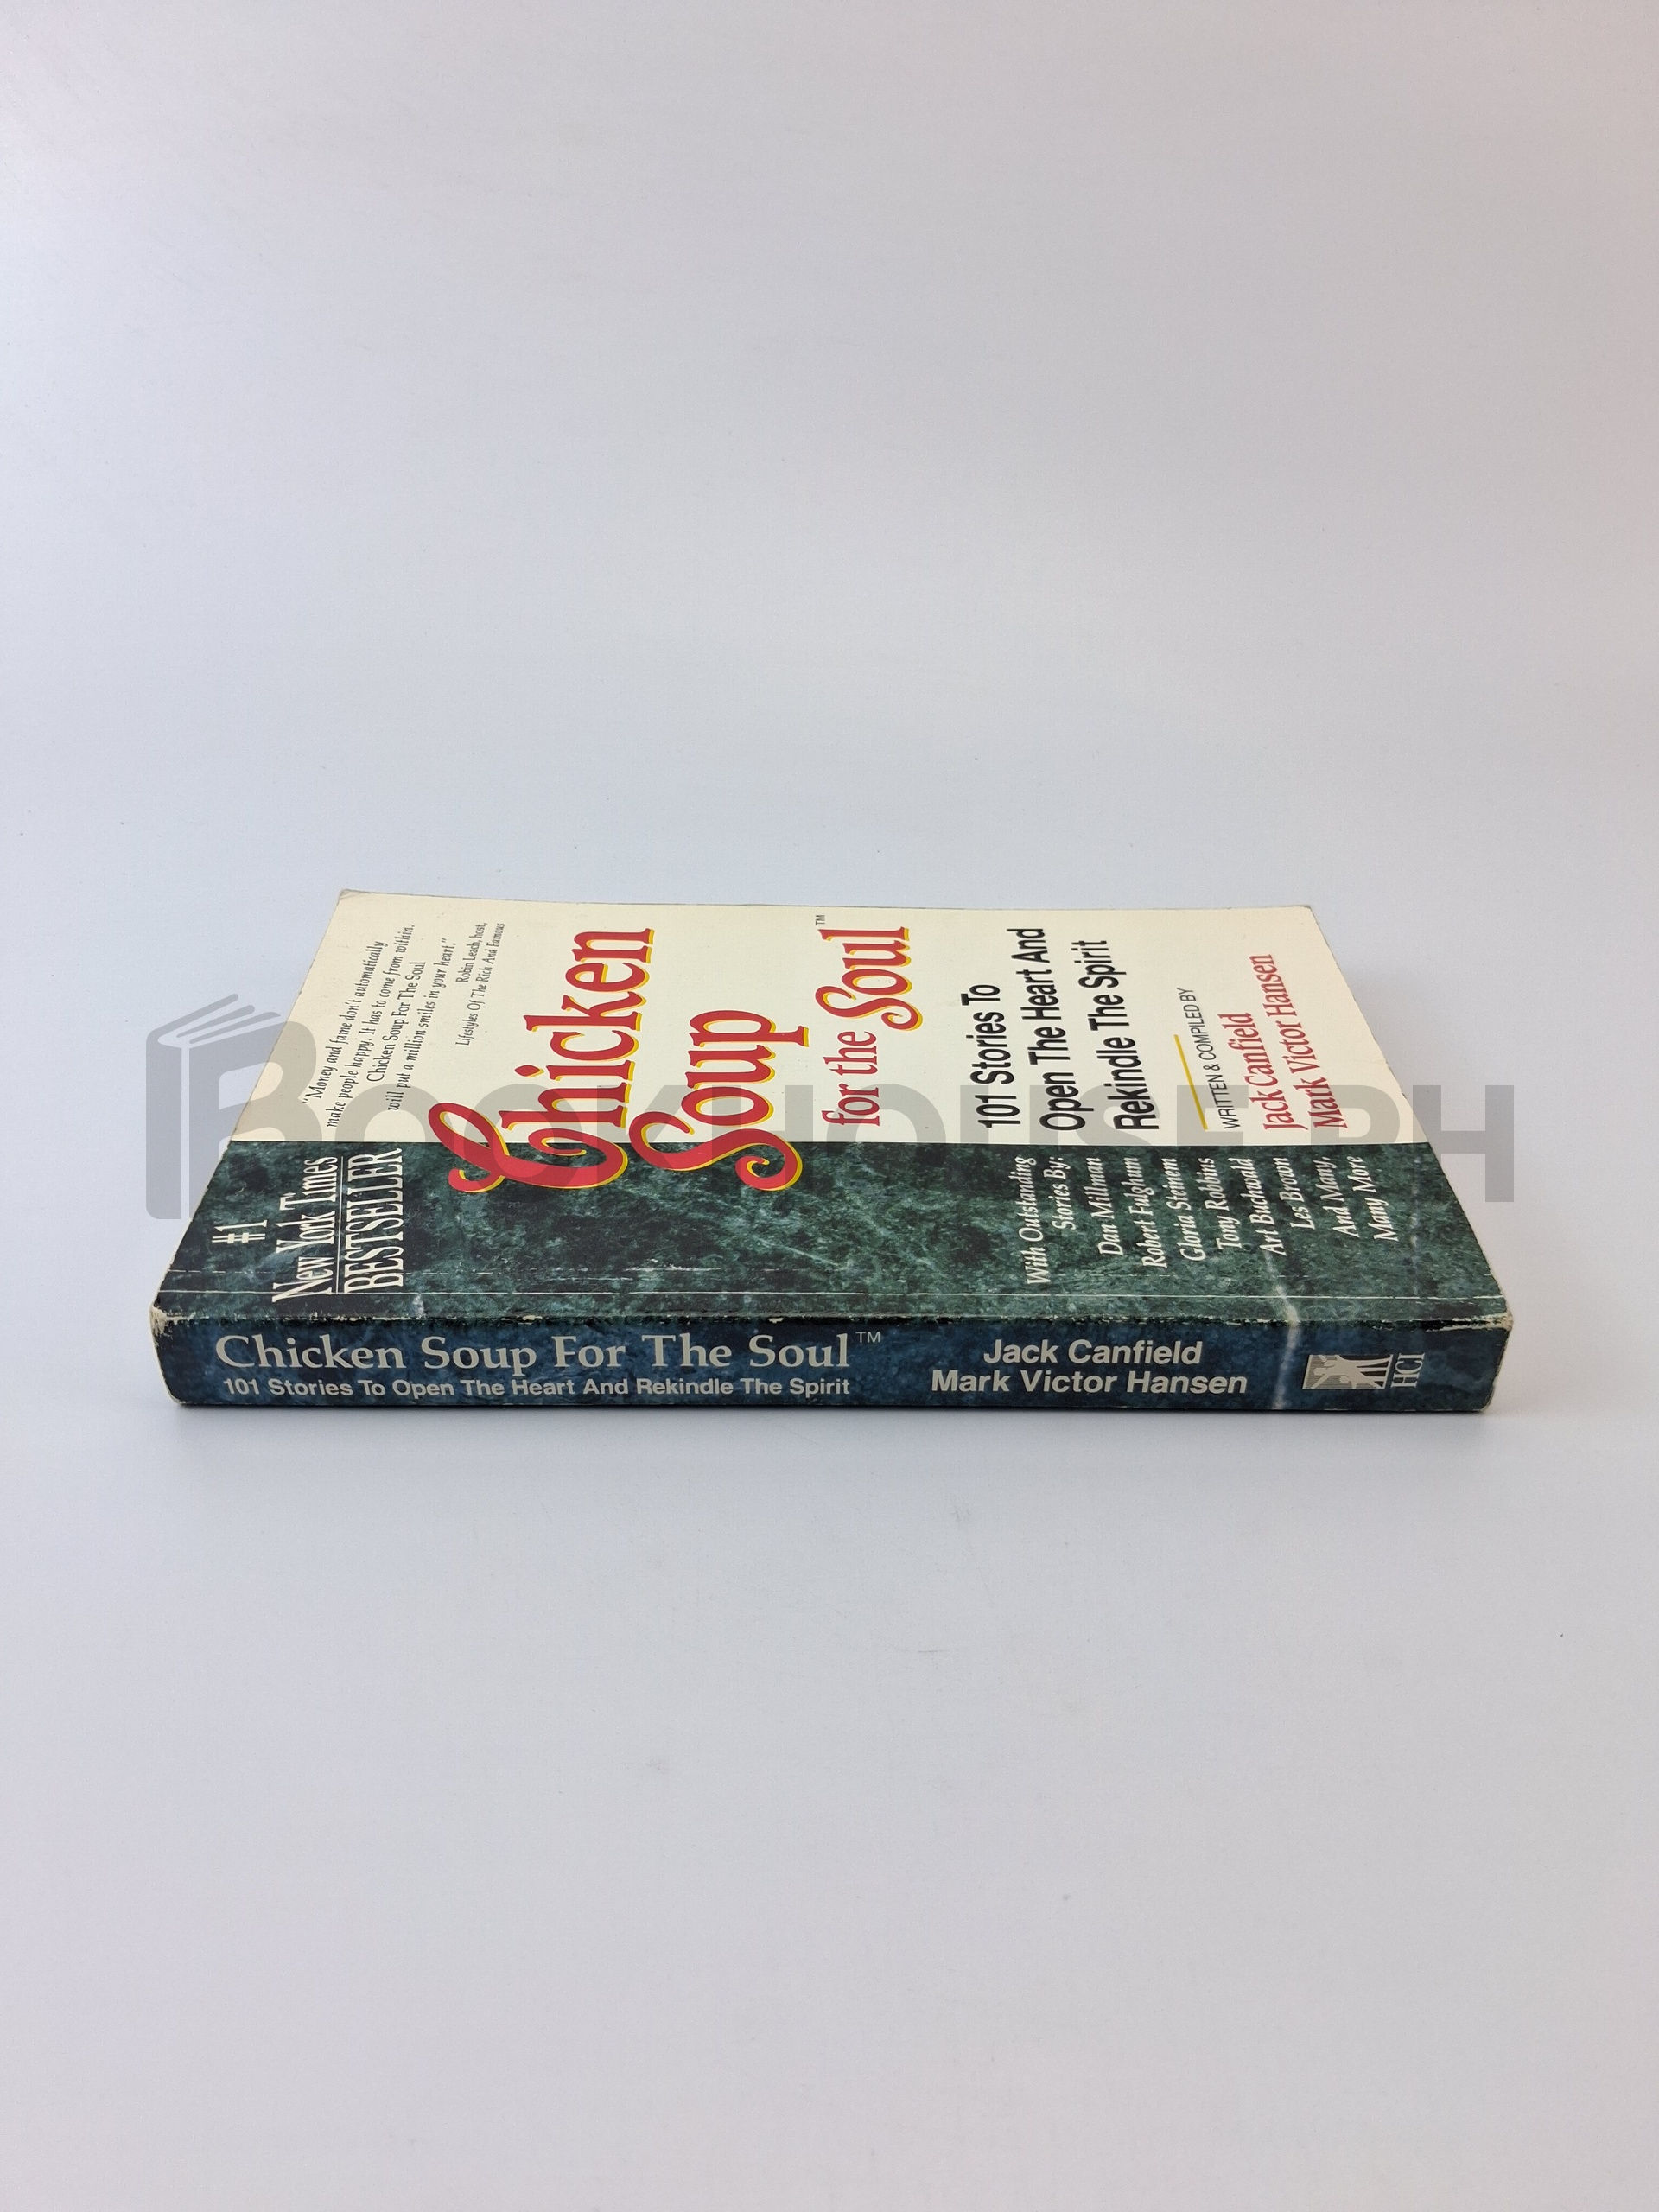 #1
New York Times
BESTSELLER
"Money and fame don't automatically
make people happy. It has to come from within.
Chicken Soup For The Soul
will put a million smiles in your heart."
Robin Leach, host,
Lifestyles Of The Rich And Famous
Chicken
Soup
for the
Soul™
101 Stories To
Open The Heart And
Rekindle The Spirit
WRITTEN & COMPILED BY
Jack Canfield
Mark Victor Hansen
With Outstanding
Stories By:
Dan Millman
Robert Fulghum
Gloria Steinem
Tony Robbins
Art Buchwald
Les Brown
And Many,
Many More
Chicken Soup For The Soul™
101 Stories To Open The Heart And Rekindle The Spirit
Jack Canfield
Mark Victor Hansen
HCI
BOOKHOUSE PH